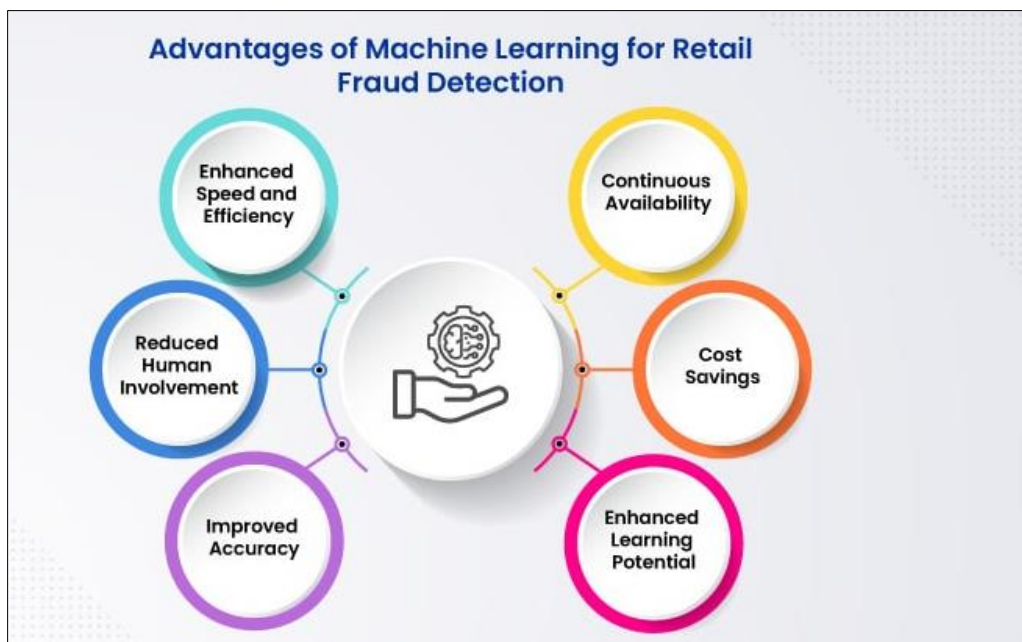 Advantages of Machine Learning for Retail
Fraud Detection
Enhanced
Speed and
Efficiency
Continuous
Availability
Reduced
Human
Involvement
Cost
Savings
Improved
Accuracy
Enhanced
Learning
Potential